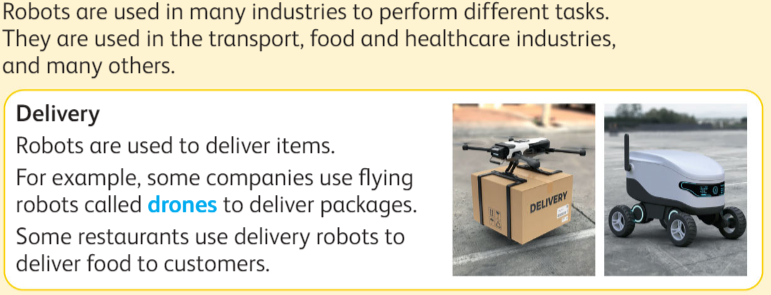 Robots are used in many industries to perform different tasks.
They are used in the transport, food and healthcare industries,
and many others.
Delivery
Robots are used to deliver items.
For example, some companies use flying
robots called drones to deliver packages.
Some restaurants use delivery robots to
deliver food to customers.
DELIVERY